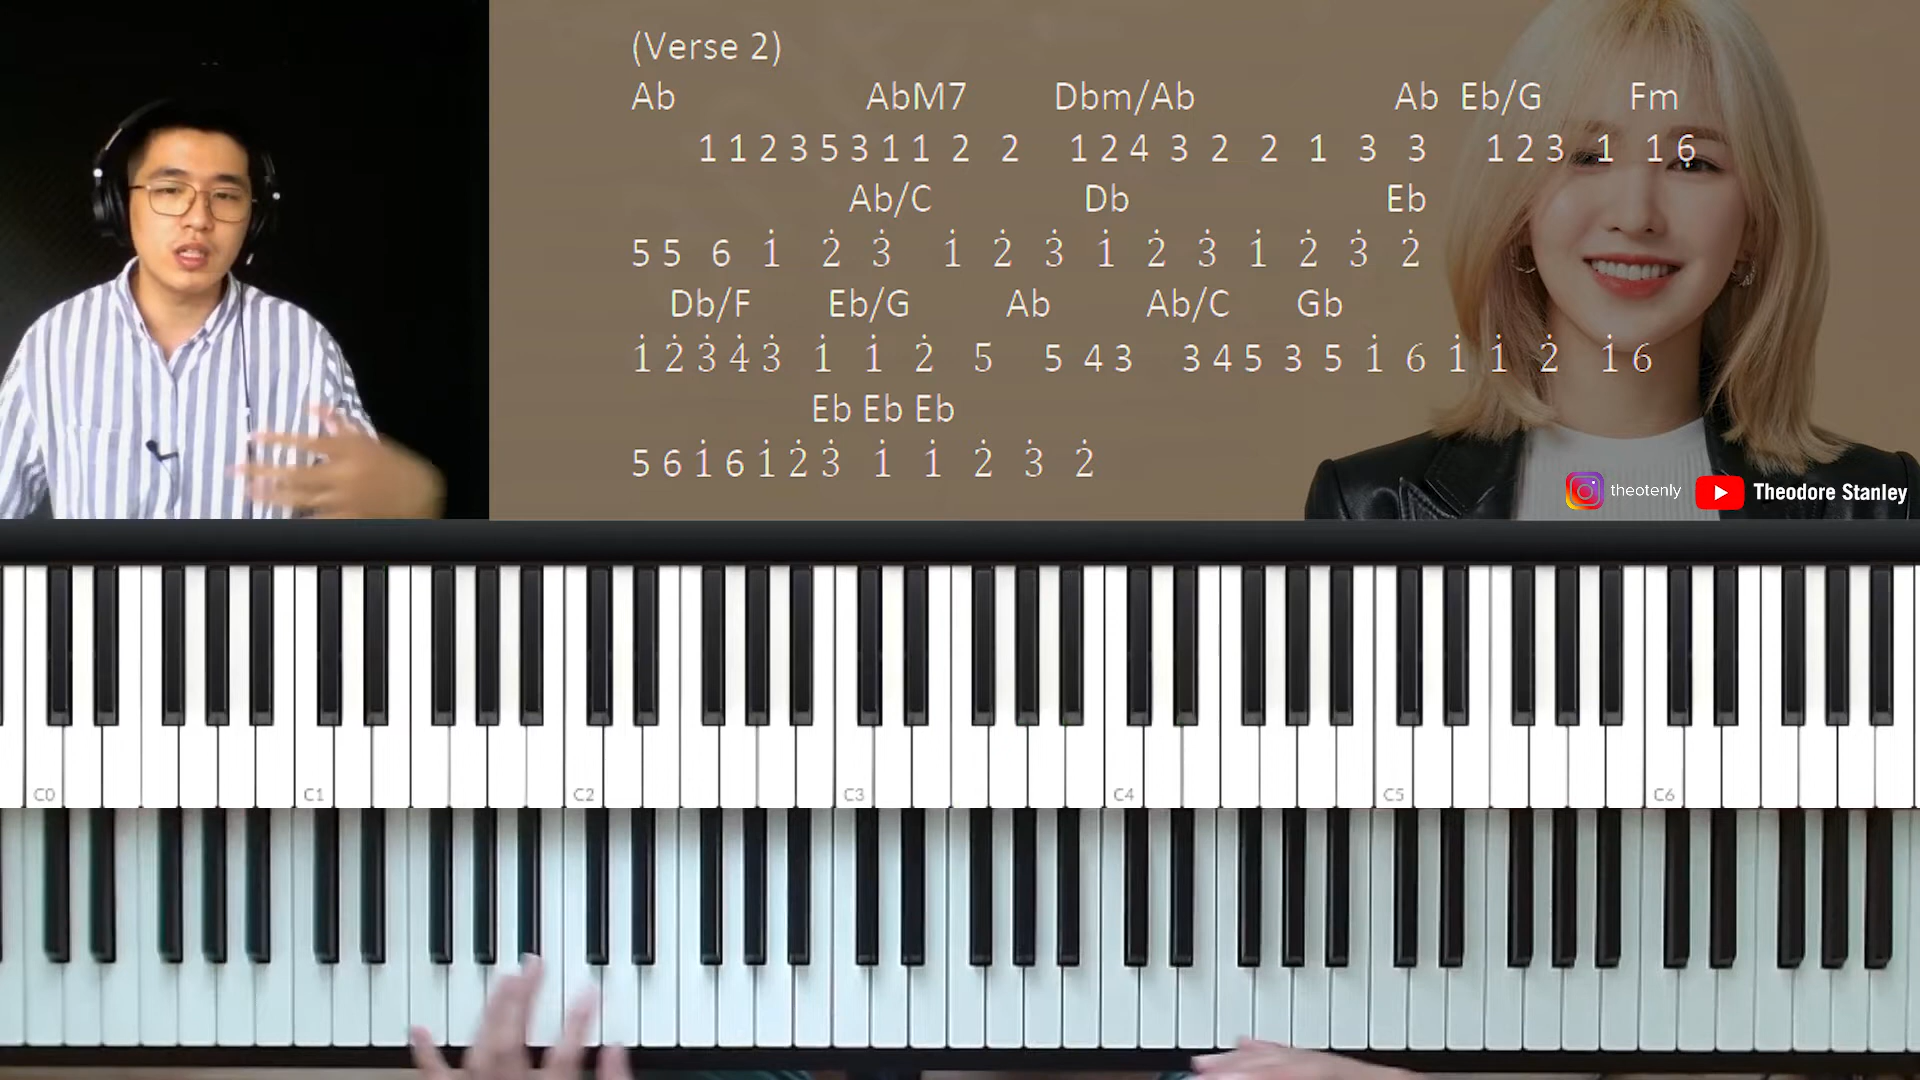 (Verse 2)
Ab AbM7 Dbm/Ab Ab Eb/G Fm
1 1 2 3 5 3 1 1 2 2 1 2 4 3 2 2 1 3 3 1 2 3 1 1 6̣
Ab/C Db Eb
5 5 6 1̇ 2̇ 3̇ 1̇ 2̇ 3̇ 1̇ 2̇ 3̇ 1̇ 2̇ 3̇ 2̇
Db/F Eb/G Ab Ab/C Gb
1̇ 2̇ 3̇ 4̇ 3̇ 1̇ 1̇ 2̇ 5 5 4 3 3 4 5 3 5 1̇ 6 1̇ 1̇ 2̇ 1̇ 6
Eb Eb Eb
5 6 1̇ 6 1̇ 2̇ 3̇ 1̇ 1̇ 2̇ 3̇ 2̇
theotenly Theodore Stanley
C0 C1 C2 C3 C4 C5 C6